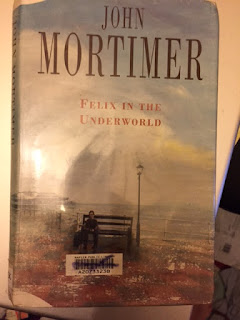 JOHN
MORTIMER
FELIX IN THE
UNDERWORLD